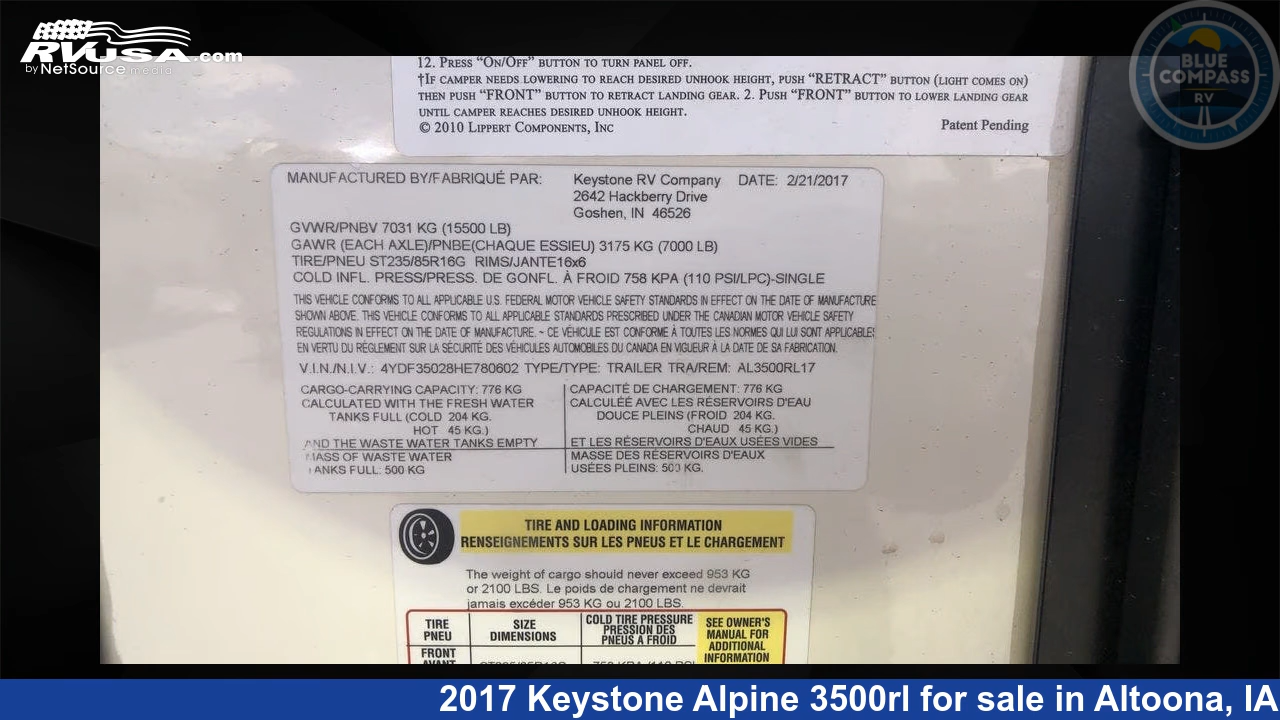 RVUSA.com
by NetSource media
BLUE
COMPASS
RV
12. PRESS “ON/OFF” BUTTON TO TURN PANEL OFF.
†IF CAMPER NEEDS LOWERING TO REACH DESIRED UNHOOK HEIGHT, PUSH “RETRACT” BUTTON (LIGHT COMES ON)
THEN PUSH “FRONT” BUTTON TO RETRACT LANDING GEAR. 2. PUSH “FRONT” BUTTON TO LOWER LANDING GEAR
UNTIL CAMPER REACHES DESIRED UNHOOK HEIGHT.
© 2010 LIPPERT COMPONENTS, INC Patent Pending
MANUFACTURED BY/FABRIQUÉ PAR: Keystone RV Company DATE: 2/21/2017
2642 Hackberry Drive
Goshen, IN 46526
GVWR/PNBV 7031 KG (15500 LB)
GAWR (EACH AXLE)/PNBE(CHAQUE ESSIEU) 3175 KG (7000 LB)
TIRE/PNEU ST235/85R16G RIMS/JANTE16x6
COLD INFL. PRESS/PRESS. DE GONFL. À FROID 758 KPA (110 PSI/LPC)-SINGLE
THIS VEHICLE CONFORMS TO ALL APPLICABLE U.S. FEDERAL MOTOR VEHICLE SAFETY STANDARDS IN EFFECT ON THE DATE OF MANUFACTURE
SHOWN ABOVE. THIS VEHICLE CONFORMS TO ALL APPLICABLE STANDARDS PRESCRIBED UNDER THE CANADIAN MOTOR VEHICLE SAFETY
REGULATIONS IN EFFECT ON THE DATE OF MANUFACTURE. ~ CE VÉHICULE EST CONFORME À TOUTES LES NORMES QUI LUI SONT APPLICABLES
EN VERTU DU RÈGLEMENT SUR LA SÉCURITÉ DES VÉHICULES AUTOMOBILES DU CANADA EN VIGUEUR À LA DATE DE SA FABRICATION.
V.I.N./N.I.V.: 4YDF35028HE780602 TYPE/TYPE: TRAILER TRA/REM: AL3500RL17
CARGO-CARRYING CAPACITY: 776 KG
CALCULATED WITH THE FRESH WATER
TANKS FULL (COLD 204 KG.
HOT 45 KG.)
AND THE WASTE WATER TANKS EMPTY
MASS OF WASTE WATER
TANKS FULL: 500 KG
CAPACITÉ DE CHARGEMENT: 776 KG
CALCULÉE AVEC LES RÉSERVOIRS D'EAU
DOUCE PLEINS (FROID 204 KG.
CHAUD 45 KG.)
ET LES RÉSERVOIRS D'EAUX USÉES VIDES
MASSE DES RÉSERVOIRS D'EAUX
USÉES PLEINS: 500 KG.
TIRE AND LOADING INFORMATION
RENSEIGNEMENTS SUR LES PNEUS ET LE CHARGEMENT
The weight of cargo should never exceed 953 KG
or 2100 LBS. Le poids de chargement ne devrait
jamais excéder 953 KG ou 2100 LBS.
TIRE
PNEU
SIZE
DIMENSIONS
COLD TIRE PRESSURE
PRESSION DES
PNEUS A FROID
SEE OWNER'S
MANUAL FOR
ADDITIONAL
INFORMATION
FRONT
2017 Keystone Alpine 3500rl for sale in Altoona, IA